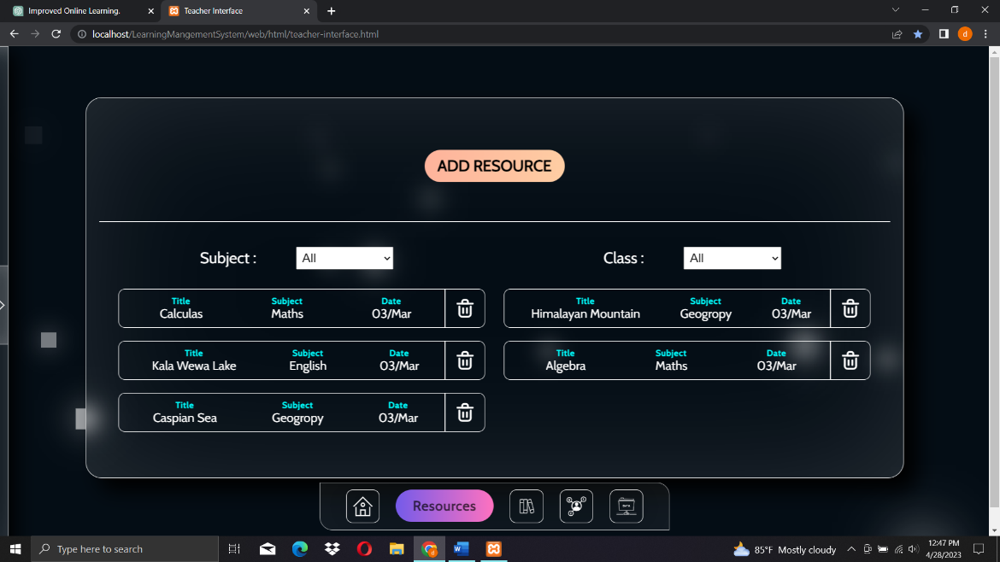 Improved Online Learning.
Teacher Interface
localhost/LearningMangementSystem/web/html/teacher-interface.html
d
ADD RESOURCE
Subject : All Class : All
Title Subject Date Title Subject Date
Calculas Maths 03/Mar Himalayan Mountain Geogropy 03/Mar
Title Subject Date Title Subject Date
Kala Wewa Lake English 03/Mar Algebra Maths 03/Mar
Title Subject Date
Caspian Sea Geogropy 03/Mar
Resources
Type here to search
85°F Mostly cloudy
12:47 PM
4/28/2023